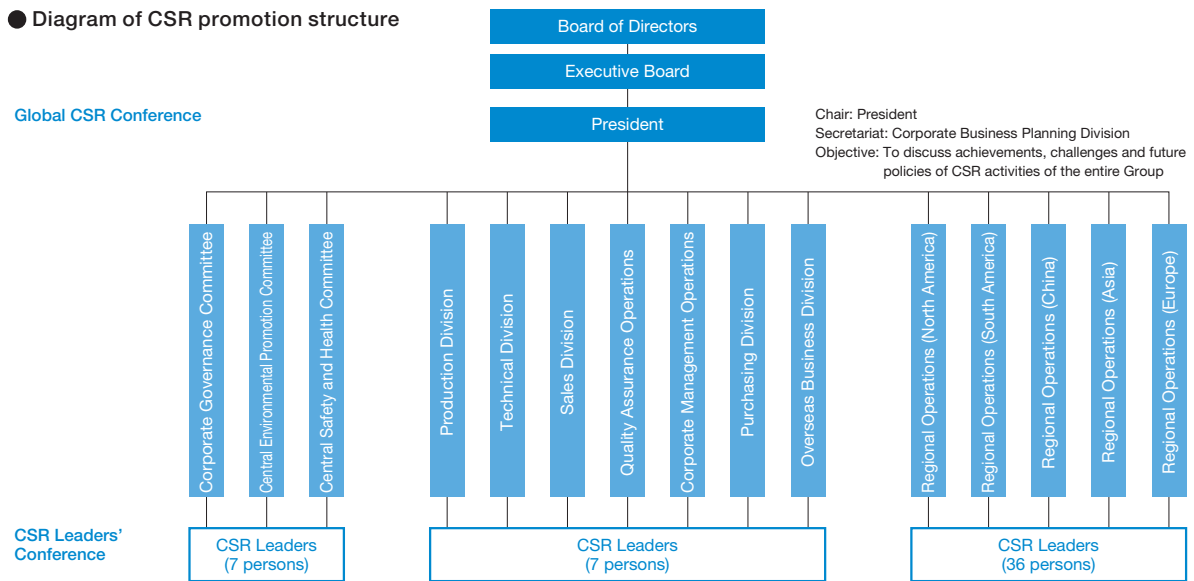 ● Diagram of CSR promotion structure
Board of Directors
Executive Board
Global CSR Conference
President
Chair: President
Secretariat: Corporate Business Planning Division
Objective: To discuss achievements, challenges and future
policies of CSR activities of the entire Group
Corporate Governance Committee
Central Environmental Promotion Committee
Central Safety and Health Committee
Production Division
Technical Division
Sales Division
Quality Assurance Operations
Corporate Management Operations
Purchasing Division
Overseas Business Division
Regional Operations (North America)
Regional Operations (South America)
Regional Operations (China)
Regional Operations (Asia)
Regional Operations (Europe)
CSR Leaders'
Conference
CSR Leaders
(7 persons)
CSR Leaders
(7 persons)
CSR Leaders
(36 persons)